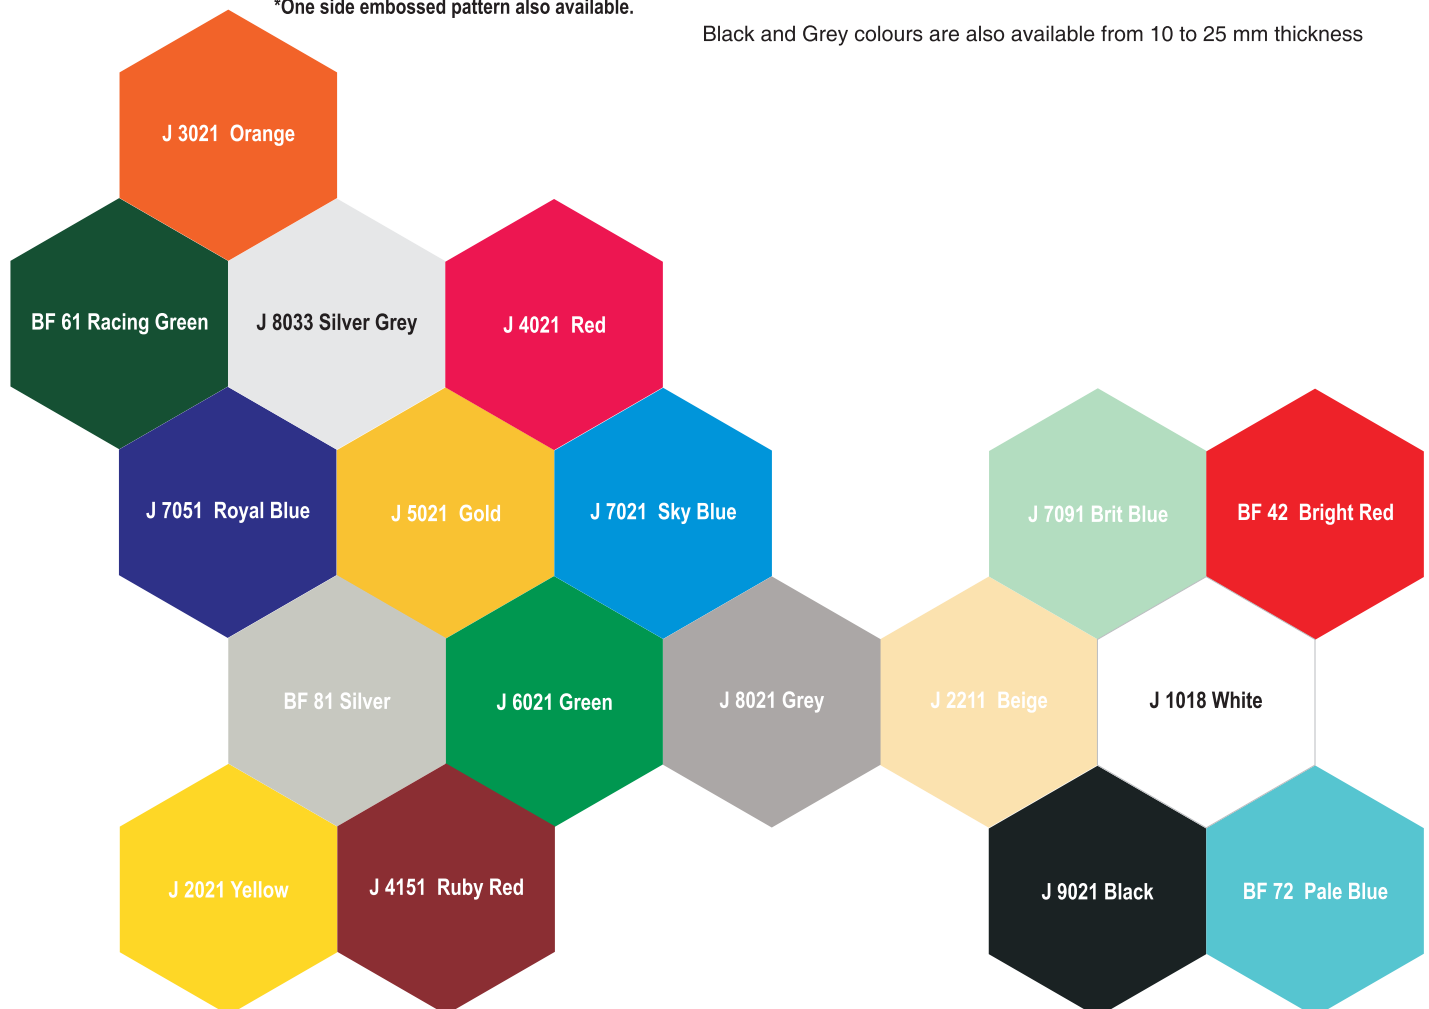 *One side embossed pattern also available.
Black and Grey colours are also available from 10 to 25 mm thickness
J 3021 Orange
BF 61 Racing Green
J 8033 Silver Grey
J 4021 Red
J 7051 Royal Blue
J 5021 Gold
J 7021 Sky Blue
J 7091 Brit Blue
BF 42 Bright Red
BF 81 Silver
J 6021 Green
J 8021 Grey
J 2211 Beige
J 1018 White
J 2021 Yellow
J 4151 Ruby Red
J 9021 Black
BF 72 Pale Blue